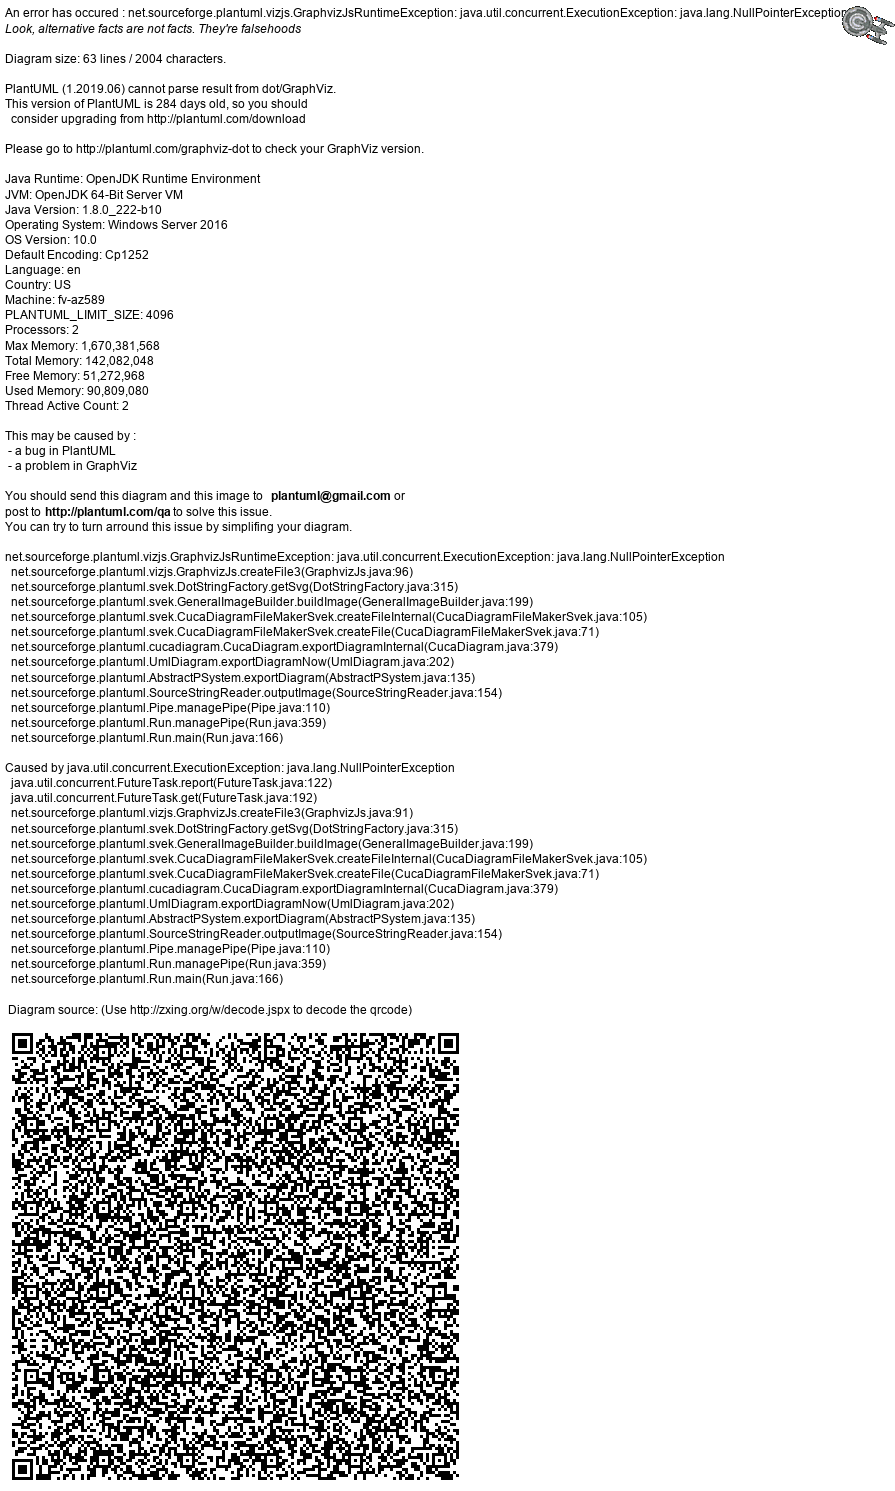 An error has occured : net.sourceforge.plantuml.vizjs.GraphvizJsRuntimeException: java.util.concurrent.ExecutionException: java.lang.NullPointerException
Look, alternative facts are not facts. They're falsehoods
Diagram size: 63 lines / 2004 characters.
PlantUML (1.2019.06) cannot parse result from dot/GraphViz.
This version of PlantUML is 284 days old, so you should
consider upgrading from http://plantuml.com/download
Please go to http://plantuml.com/graphviz-dot to check your GraphViz version.
Java Runtime: OpenJDK Runtime Environment
JVM: OpenJDK 64-Bit Server VM
Java Version: 1.8.0_222-b10
Operating System: Windows Server 2016
OS Version: 10.0
Default Encoding: Cp1252
Language: en
Country: US
Machine: fv-az589
PLANTUML_LIMIT_SIZE: 4096
Processors: 2
Max Memory: 1,670,381,568
Total Memory: 142,082,048
Free Memory: 51,272,968
Used Memory: 90,809,080
Thread Active Count: 2
This may be caused by :
- a bug in PlantUML
- a problem in GraphViz
You should send this diagram and this image to plantuml@gmail.com or
post to http://plantuml.com/qa to solve this issue.
You can try to turn arround this issue by simplifing your diagram.
net.sourceforge.plantuml.vizjs.GraphvizJsRuntimeException: java.util.concurrent.ExecutionException: java.lang.NullPointerException
net.sourceforge.plantuml.vizjs.GraphvizJs.createFile3(GraphvizJs.java:96)
net.sourceforge.plantuml.svek.DotStringFactory.getSvg(DotStringFactory.java:315)
net.sourceforge.plantuml.svek.GeneralImageBuilder.buildImage(GeneralImageBuilder.java:199)
net.sourceforge.plantuml.svek.CucaDiagramFileMakerSvek.createFileInternal(CucaDiagramFileMakerSvek.java:105)
net.sourceforge.plantuml.svek.CucaDiagramFileMakerSvek.createFile(CucaDiagramFileMakerSvek.java:71)
net.sourceforge.plantuml.cucadiagram.CucaDiagram.exportDiagramInternal(CucaDiagram.java:379)
net.sourceforge.plantuml.UmlDiagram.exportDiagramNow(UmlDiagram.java:202)
net.sourceforge.plantuml.AbstractPSystem.exportDiagram(AbstractPSystem.java:135)
net.sourceforge.plantuml.SourceStringReader.outputImage(SourceStringReader.java:154)
net.sourceforge.plantuml.Pipe.managePipe(Pipe.java:110)
net.sourceforge.plantuml.Run.managePipe(Run.java:359)
net.sourceforge.plantuml.Run.main(Run.java:166)
Caused by java.util.concurrent.ExecutionException: java.lang.NullPointerException
java.util.concurrent.FutureTask.report(FutureTask.java:122)
java.util.concurrent.FutureTask.get(FutureTask.java:192)
net.sourceforge.plantuml.vizjs.GraphvizJs.createFile3(GraphvizJs.java:91)
net.sourceforge.plantuml.svek.DotStringFactory.getSvg(DotStringFactory.java:315)
net.sourceforge.plantuml.svek.GeneralImageBuilder.buildImage(GeneralImageBuilder.java:199)
net.sourceforge.plantuml.svek.CucaDiagramFileMakerSvek.createFileInternal(CucaDiagramFileMakerSvek.java:105)
net.sourceforge.plantuml.svek.CucaDiagramFileMakerSvek.createFile(CucaDiagramFileMakerSvek.java:71)
net.sourceforge.plantuml.cucadiagram.CucaDiagram.exportDiagramInternal(CucaDiagram.java:379)
net.sourceforge.plantuml.UmlDiagram.exportDiagramNow(UmlDiagram.java:202)
net.sourceforge.plantuml.AbstractPSystem.exportDiagram(AbstractPSystem.java:135)
net.sourceforge.plantuml.SourceStringReader.outputImage(SourceStringReader.java:154)
net.sourceforge.plantuml.Pipe.managePipe(Pipe.java:110)
net.sourceforge.plantuml.Run.managePipe(Run.java:359)
net.sourceforge.plantuml.Run.main(Run.java:166)
Diagram source: (Use http://zxing.org/w/decode.jspx to decode the qrcode)